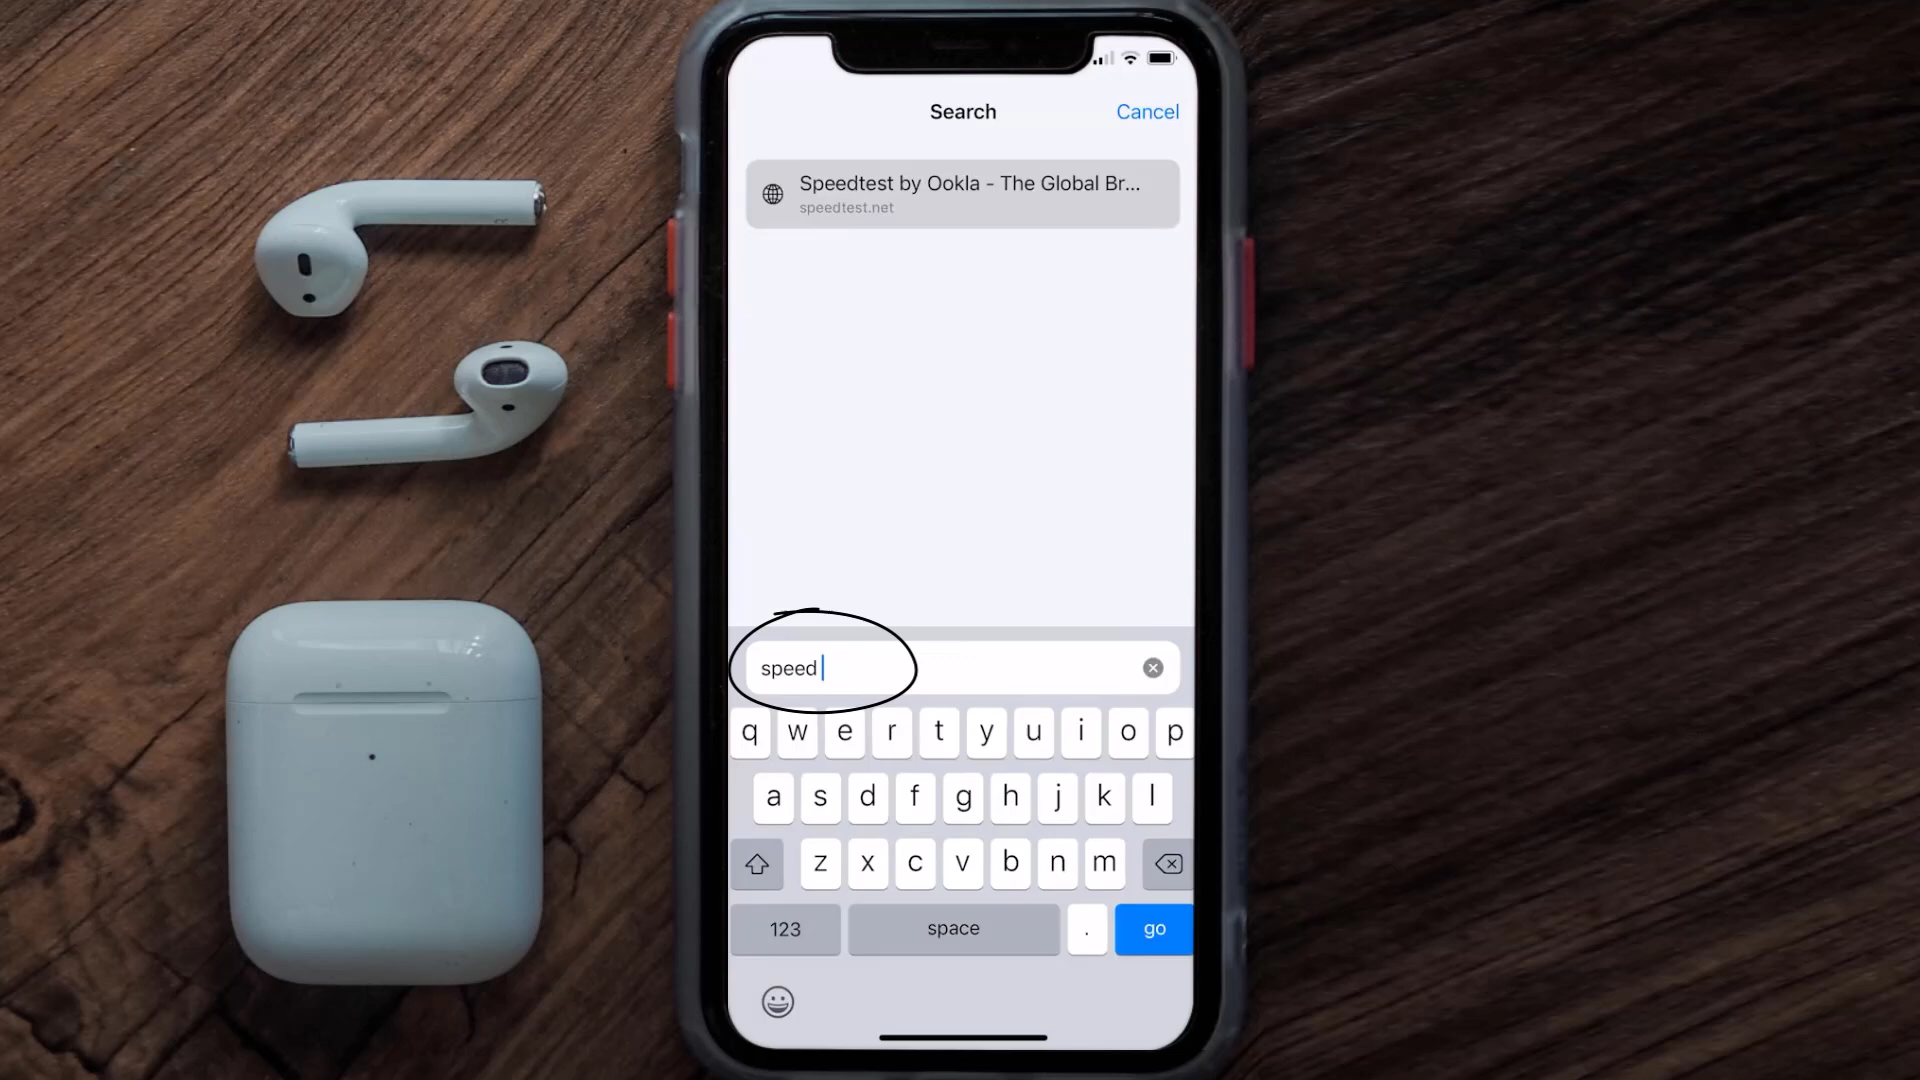 Search
Cancel
Speedtest by Ookla - The Global Br...
speedtest.net
speed
q w e r t y u i o p
a s d f g h j k l
z x c v b n m
123
space
.
go